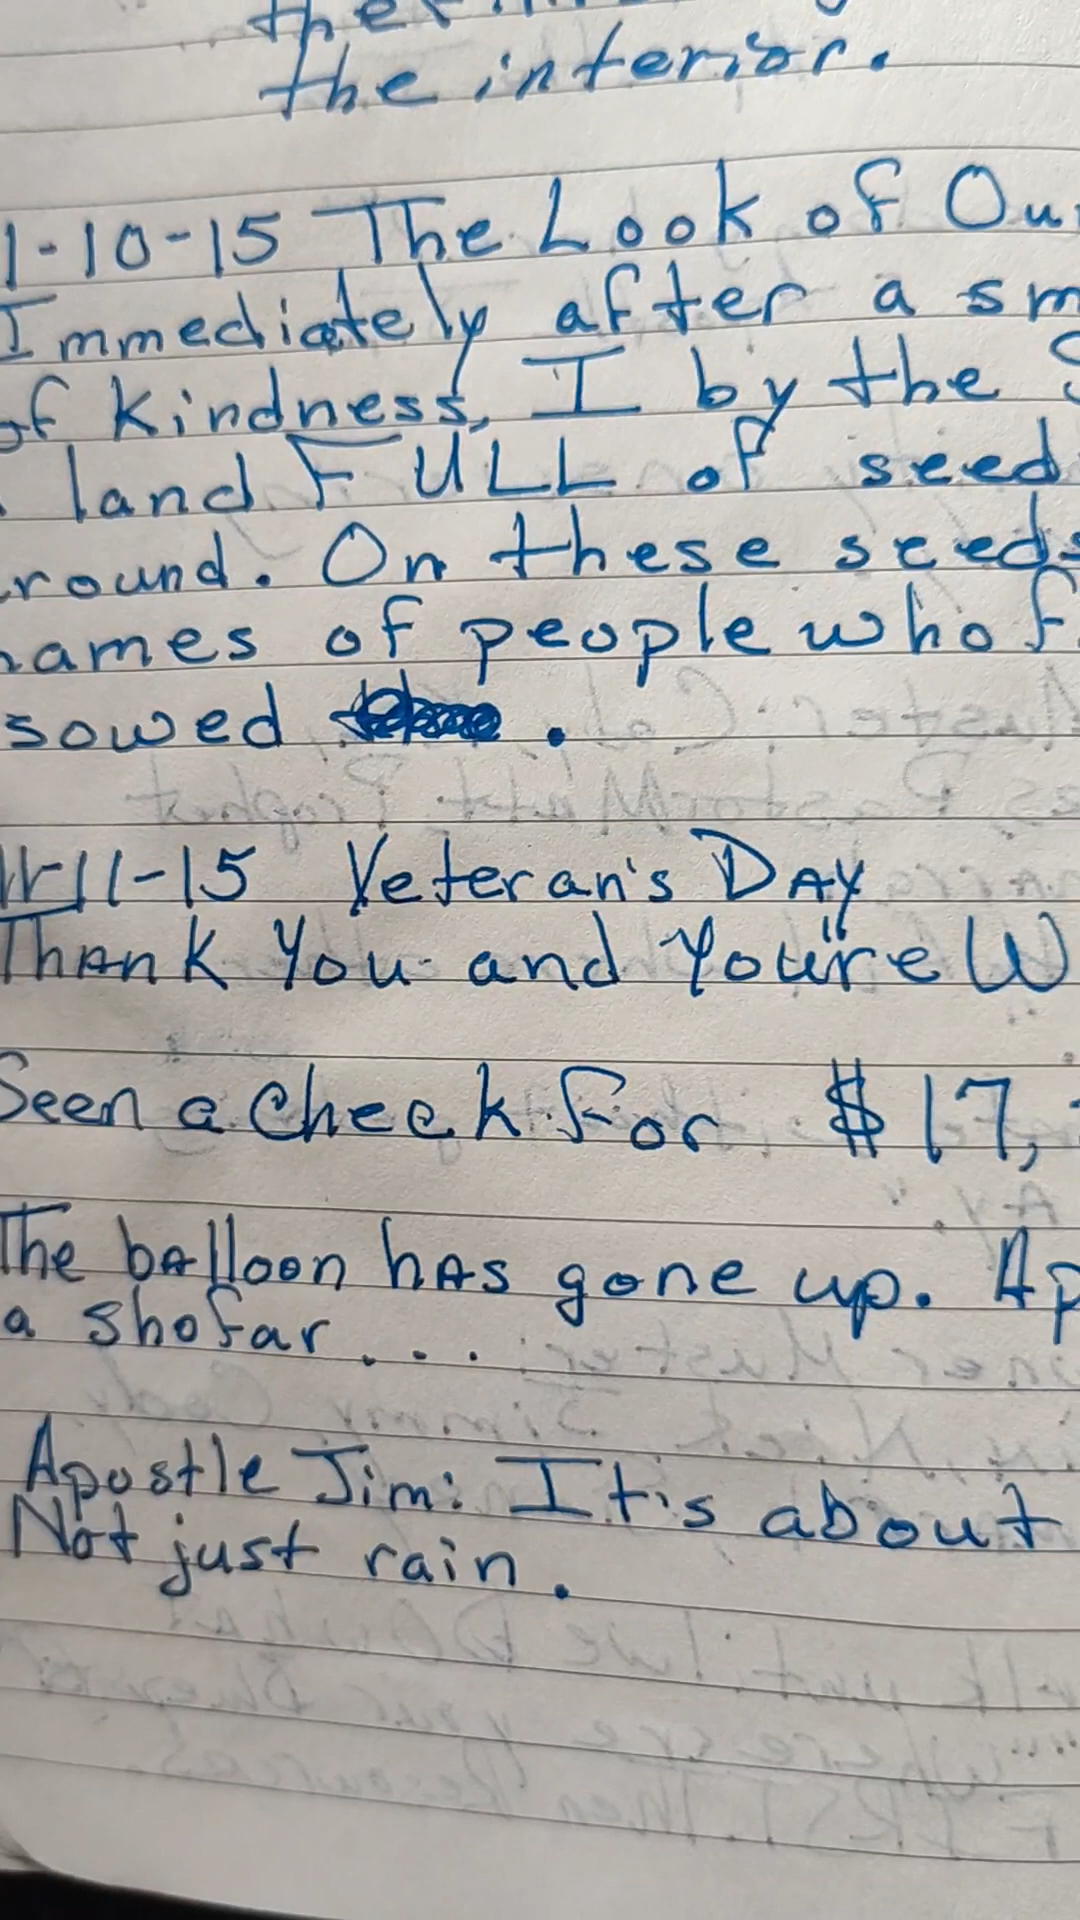 the interior.
1-10-15 The Look of Ou
Immediately after a sm
of kindness, I by the S
land FULL of seed
round. On these seeds
names of people who f
sowed .
11-11-15 Veteran's DAY
Thank You and You're W
Seen a Check For $17,
The balloon has gone up. Ap
a shofar....
Apostle Jim: It's about
Not just rain.